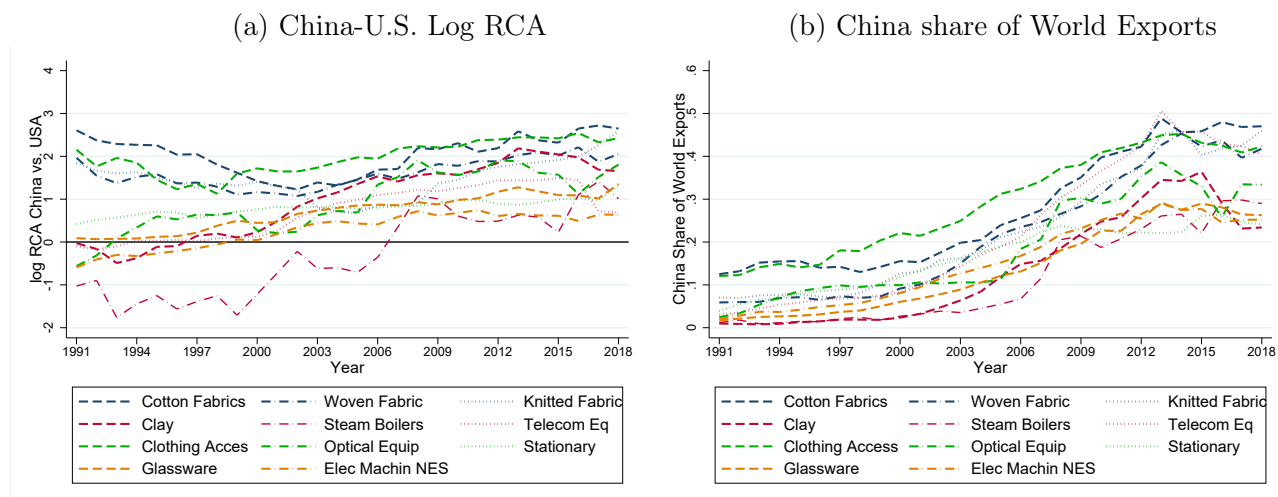 (a) China-U.S. Log RCA
log RCA China vs. USA
4
3
2
1
0
-1
-2
1991 1994 1997 2000 2003 2006 2009 2012 2015 2018
Year
Cotton Fabrics Woven Fabric Knitted Fabric
Clay Steam Boilers Telecom Eq
Clothing Acces Optical Equip Stationary
Glassware Elec Machin NES
(b) China share of World Exports
China Share of World Exports
.6
.5
.4
.3
.2
.1
0
1991 1994 1997 2000 2003 2006 2009 2012 2015 2018
Year
Cotton Fabrics Woven Fabric Knitted Fabric
Clay Steam Boilers Telecom Eq
Clothing Acces Optical Equip Stationary
Glassware Elec Machin NES